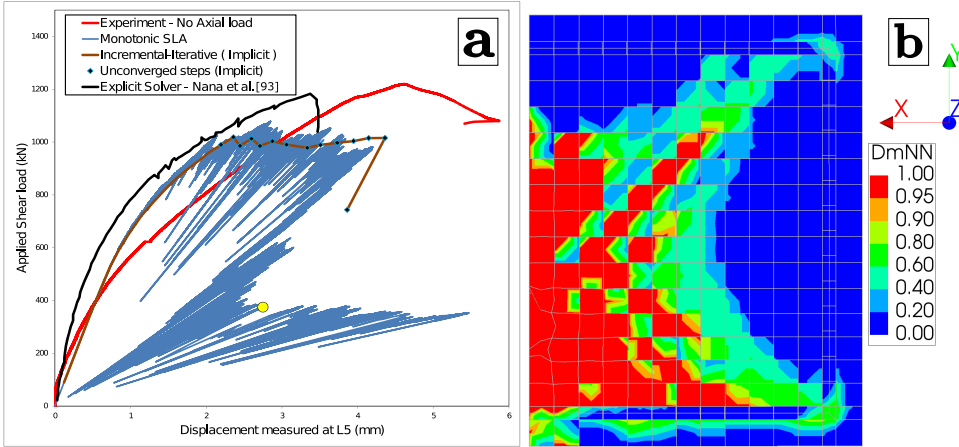 Experiment - No Axial load
Monotonic SLA
Incremental-Iterative ( Implicit )
Unconverged steps (Implicit)
Explicit Solver - Nana et al.[93]
a
1400
1200
1000
800
600
400
200
0
Applied Shear load (kN)
0 1 2 3 4 5 6
Displacement measured at L5 (mm)
b
Y
X
Z
DmNN
1.00
0.95
0.90
0.80
0.60
0.40
0.20
0.00